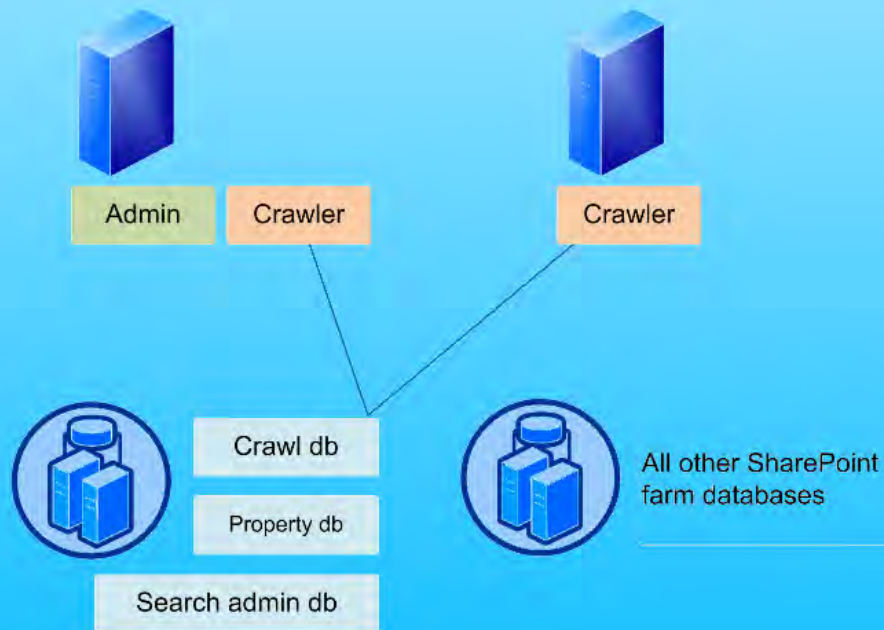 Admin
Crawler
Crawler
Crawl db
Property db
Search admin db
All other SharePoint
farm databases